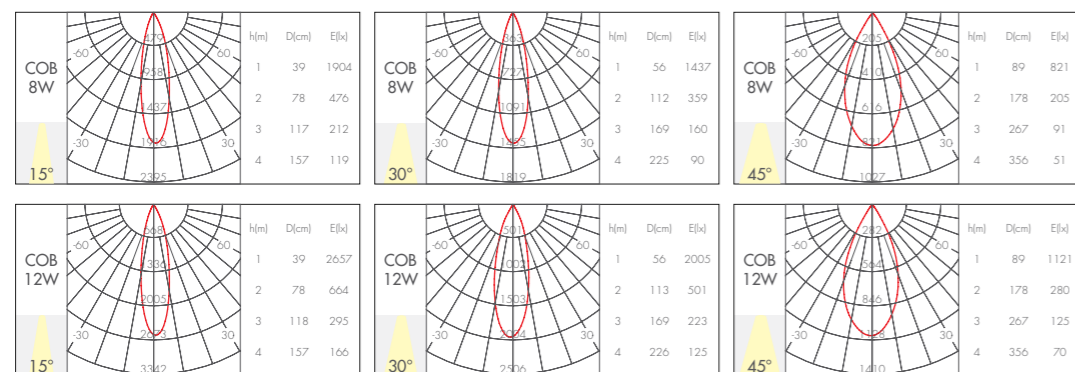 COB
8W
15°
479
958
1437
1916
2395
-60
60
-30
30
h(m) D(cm) E(lx)
1 39 1904
2 78 476
3 117 212
4 157 119
COB
8W
30°
363
727
1091
1455
1819
-60
60
-30
30
h(m) D(cm) E(lx)
1 56 1437
2 112 359
3 169 160
4 225 90
COB
8W
45°
205
410
616
821
1027
-60
60
-30
30
h(m) D(cm) E(lx)
1 89 821
2 178 205
3 267 91
4 356 51
COB
12W
15°
668
1336
2005
2673
3342
-60
60
-30
30
h(m) D(cm) E(lx)
1 39 2657
2 78 664
3 118 295
4 157 166
COB
12W
30°
501
1002
1503
2004
2506
-60
60
-30
30
h(m) D(cm) E(lx)
1 56 2005
2 113 501
3 169 223
4 226 125
COB
12W
45°
282
564
846
1128
1410
-60
60
-30
30
h(m) D(cm) E(lx)
1 89 1121
2 178 280
3 267 125
4 356 70